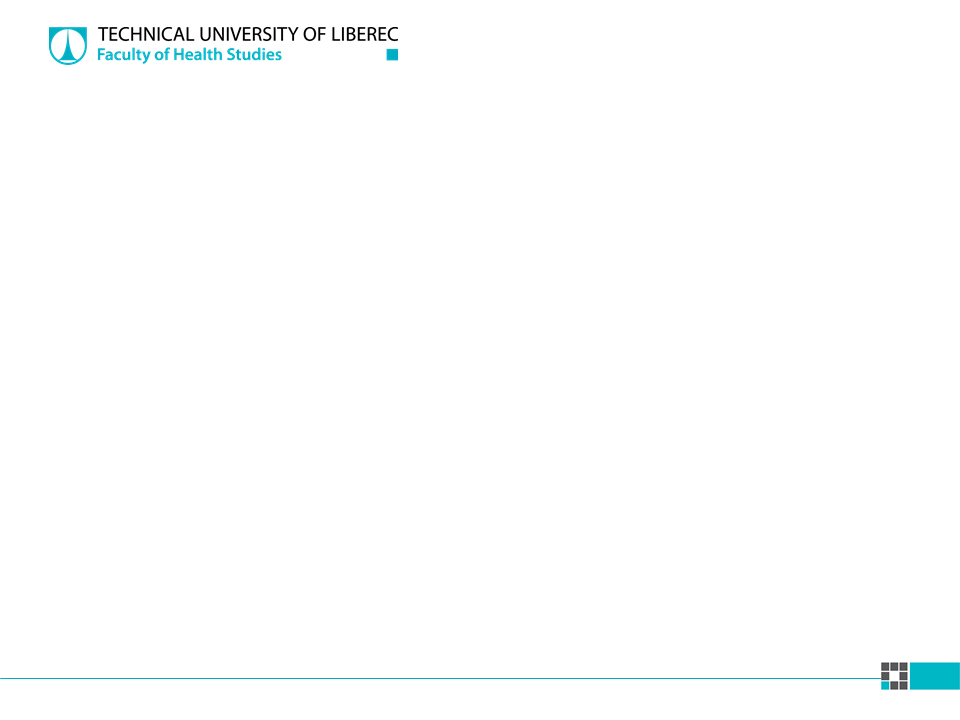 TECHNICAL UNIVERSITY OF LIBEREC
Faculty of Health Studies